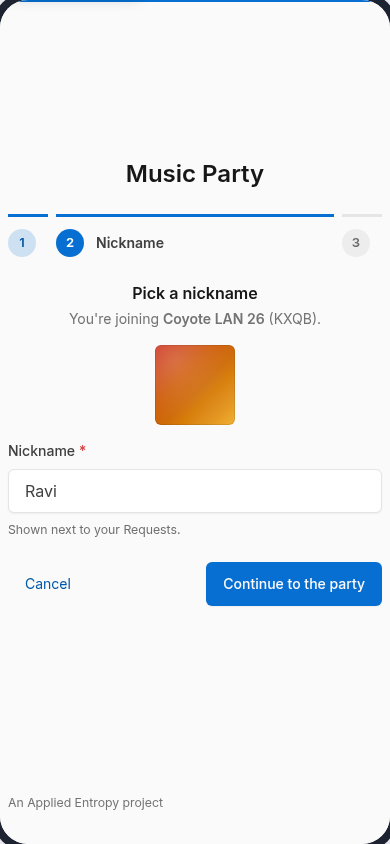 Music Party
1
2
Nickname
3
Pick a nickname
You're joining Coyote LAN 26 (KXQB).
Nickname *
Ravi
Shown next to your Requests.
Cancel
Continue to the party
An Applied Entropy project